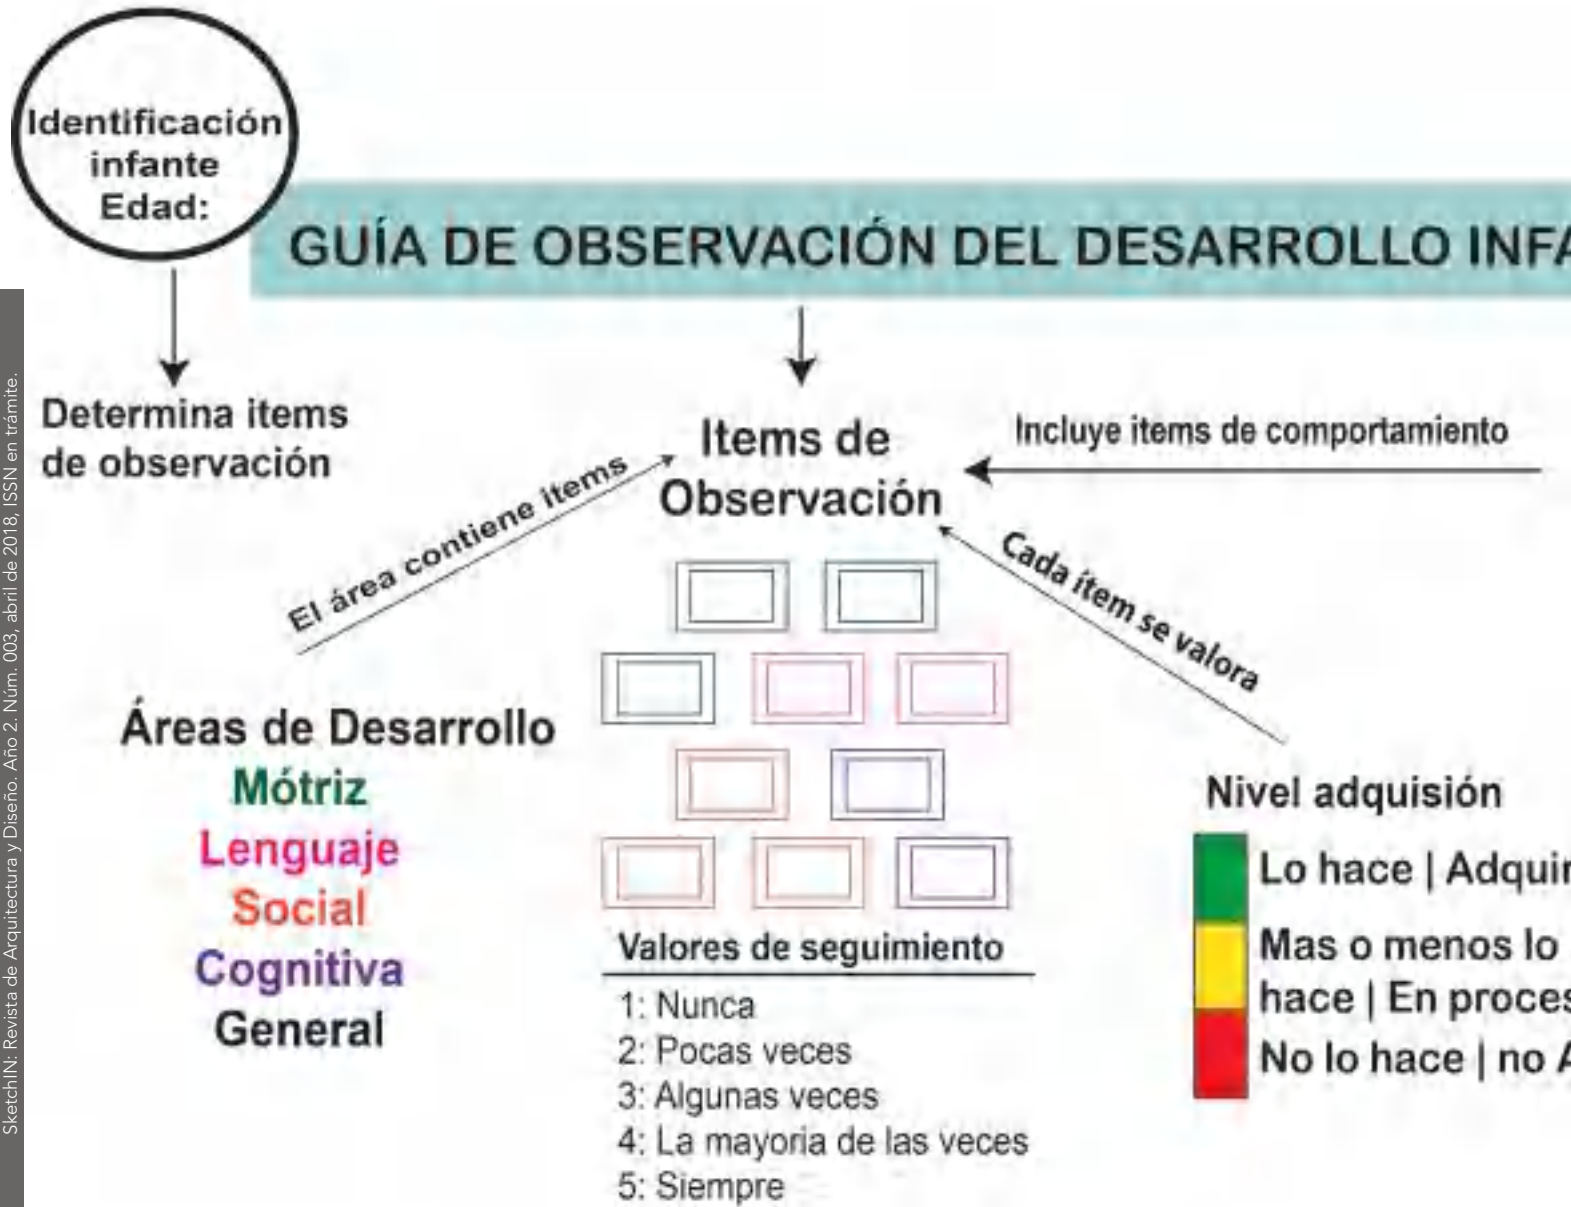 Identificación
infante
Edad:
GUÍA DE OBSERVACIÓN DEL DESARROLLO INFA
Determina items
de observación
Items de
Observación
Incluye items de comportamiento
El área contiene items
Cada ítem se valora
Áreas de Desarrollo
Mótriz
Lenguaje
Social
Cognitiva
General
Valores de seguimiento
1: Nunca
2: Pocas veces
3: Algunas veces
4: La mayoria de las veces
5: Siempre
Nivel adquisión
Lo hace | Adquir
Mas o menos lo
hace | En proces
No lo hace | no A
SketchIN: Revista de Arquitectura y Diseño. Año 2. Núm. 003, abril de 2018, ISSN en trámite.